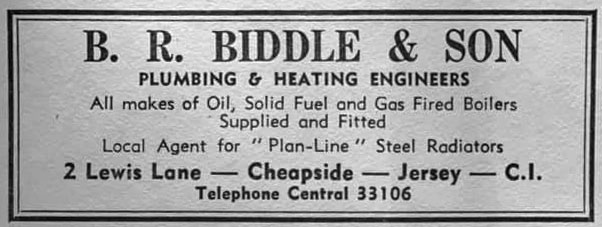 B. R. BIDDLE & SON
PLUMBING & HEATING ENGINEERS
All makes of Oil, Solid Fuel and Gas Fired Boilers
Supplied and Fitted
Local Agent for "Plan-Line" Steel Radiators
2 Lewis Lane — Cheapside — Jersey — C.I.
Telephone Central 33106